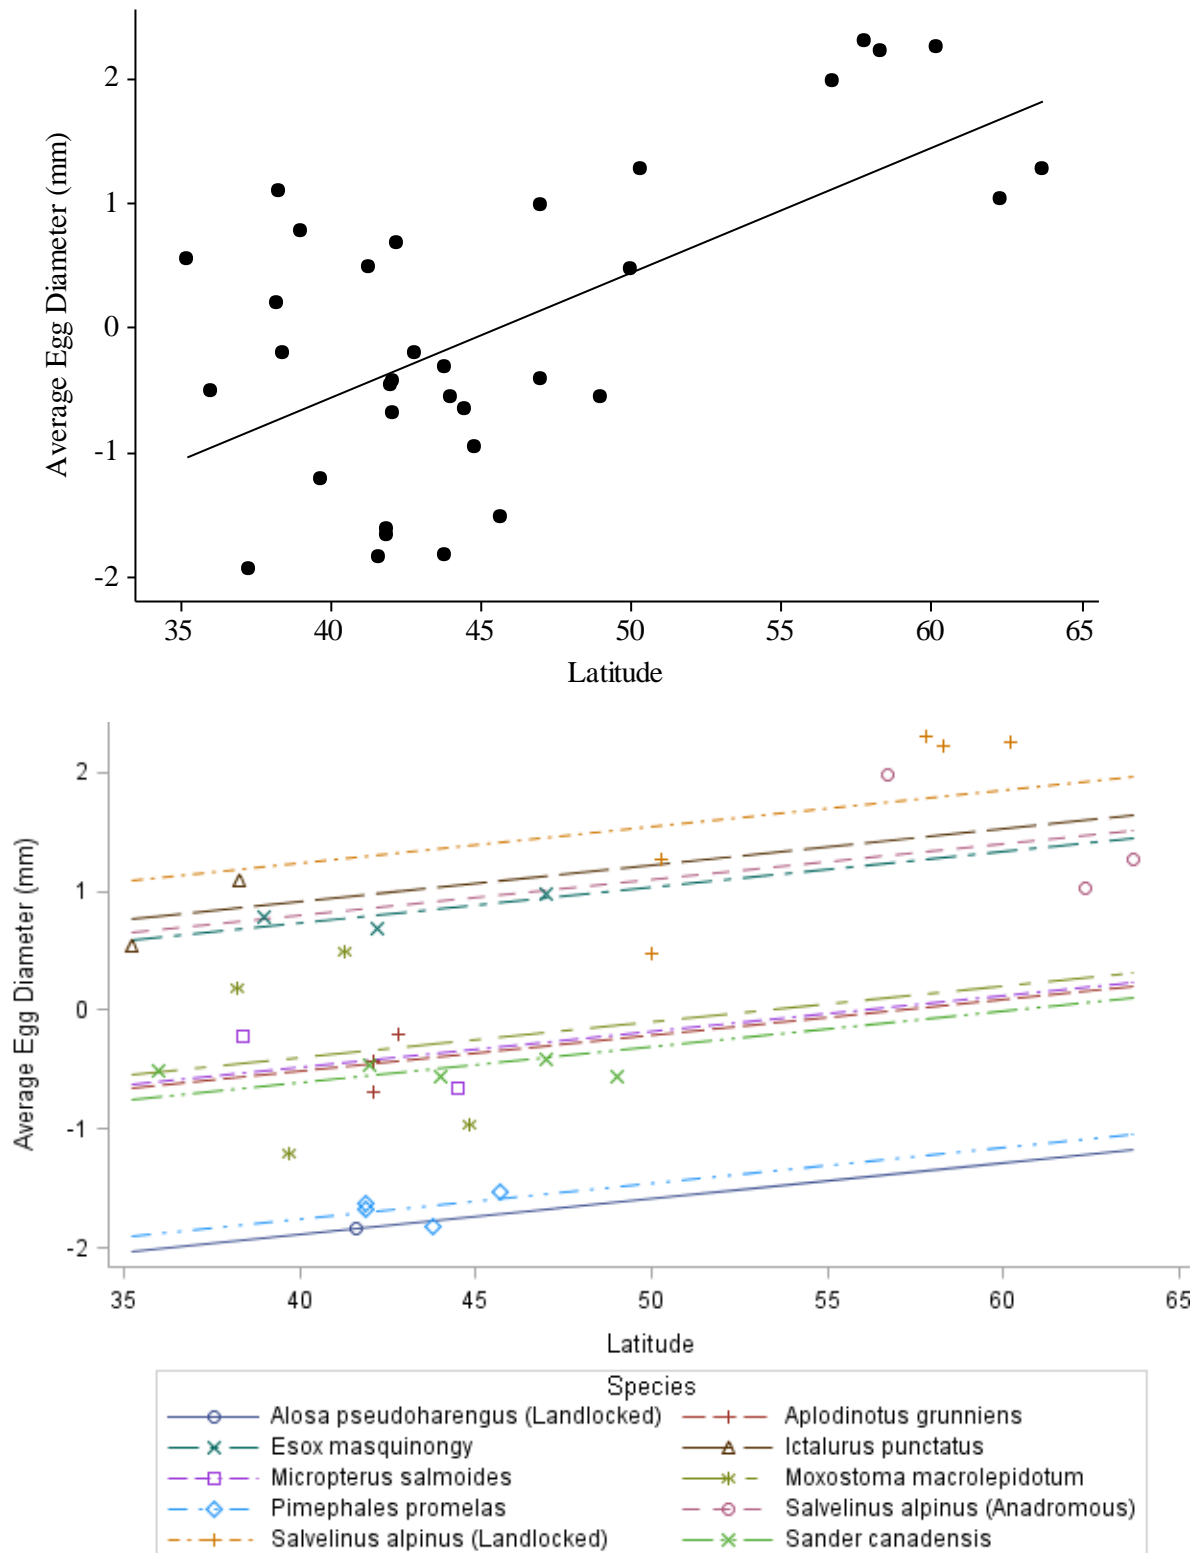 2
1
0
-1
-2
Average Egg Diameter (mm)
35 40 45 50 55 60 65
Latitude
2
1
0
-1
-2
Average Egg Diameter (mm)
35 40 45 50 55 60 65
Latitude
Species
Alosa pseudoharengus (Landlocked) Aplodinotus grunniens
Esox masquinongy Ictalurus punctatus
Micropterus salmoides Moxostoma macrolepidotum
Pimephales promelas Salvelinus alpinus (Anadromous)
Salvelinus alpinus (Landlocked) Sander canadensis